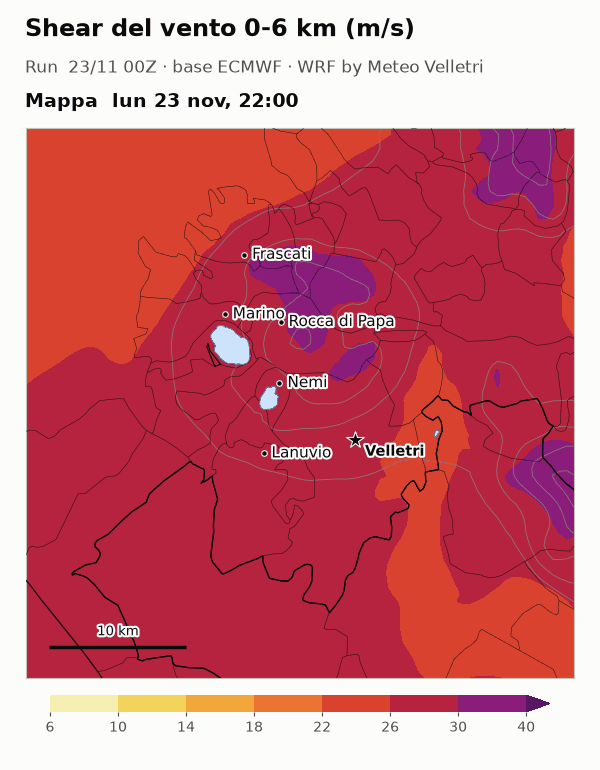 Shear del vento 0-6 km (m/s)
Run  23/11 00Z · base ECMWF · WRF by Meteo Velletri
Mappa  lun 23 nov, 22:00
Frascati
Marino
Rocca di Papa
Nemi
Velletri
Lanuvio
10 km
6 10 14 18 22 26 30 40